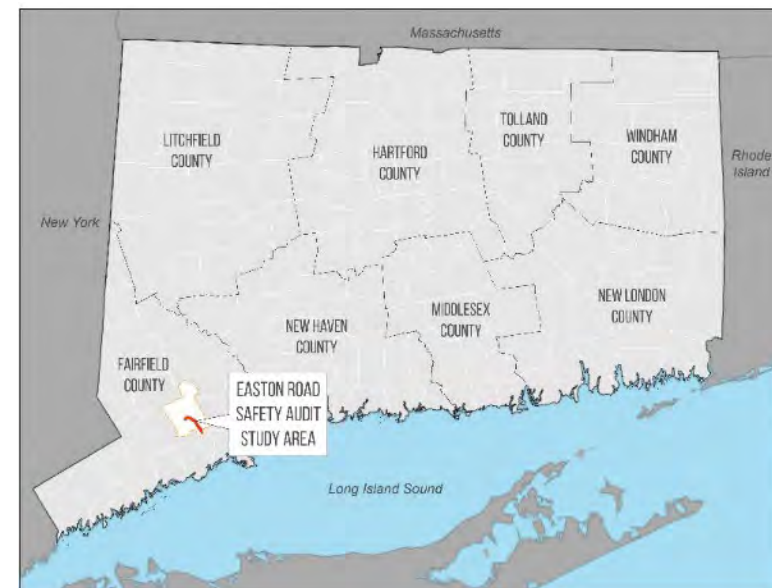 Massachusetts
LITCHFIELD
COUNTY
HARTFORD
COUNTY
TOLLAND
COUNTY
WINDHAM
COUNTY
Rhode
Island
New York
FAIRFIELD
COUNTY
NEW HAVEN
COUNTY
MIDDLESEX
COUNTY
NEW LONDON
COUNTY
EASTON ROAD
SAFETY AUDIT
STUDY AREA
Long Island Sound